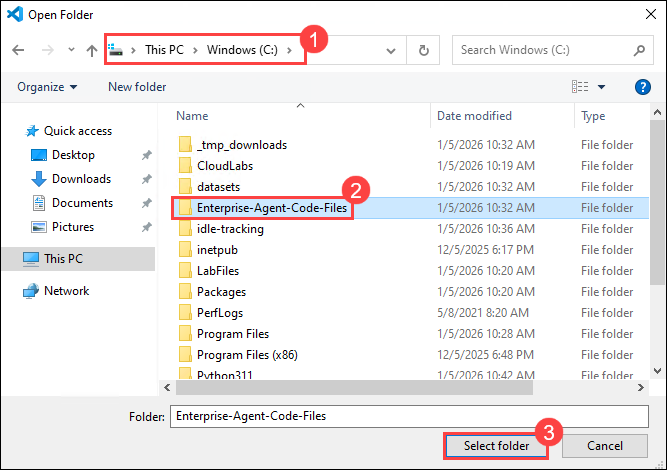 Open Folder
This PC > Windows (C:) >
1
Search Windows (C:)
Organize
New folder
?
Name
Date modified
Type
Quick access
Desktop
Downloads
Documents
Pictures
This PC
Network
_tmp_downloads 1/5/2026 10:32 AM File folder
CloudLabs 1/5/2026 10:19 AM File folder
datasets 1/5/2026 10:32 AM File folder
2
Enterprise-Agent-Code-Files 1/5/2026 10:32 AM File folder
idle-tracking 1/5/2026 10:36 AM File folder
inetpub 12/5/2025 6:17 PM File folder
LabFiles 1/5/2026 10:32 AM File folder
Packages 1/5/2026 10:32 AM File folder
PerfLogs 5/8/2021 8:20 AM File folder
Program Files 1/5/2026 10:28 AM File folder
Program Files (x86) 12/5/2025 6:48 PM File folder
Python311 1/5/2026 10:42 AM File folder
Folder: Enterprise-Agent-Code-Files
3
Select folder
Cancel